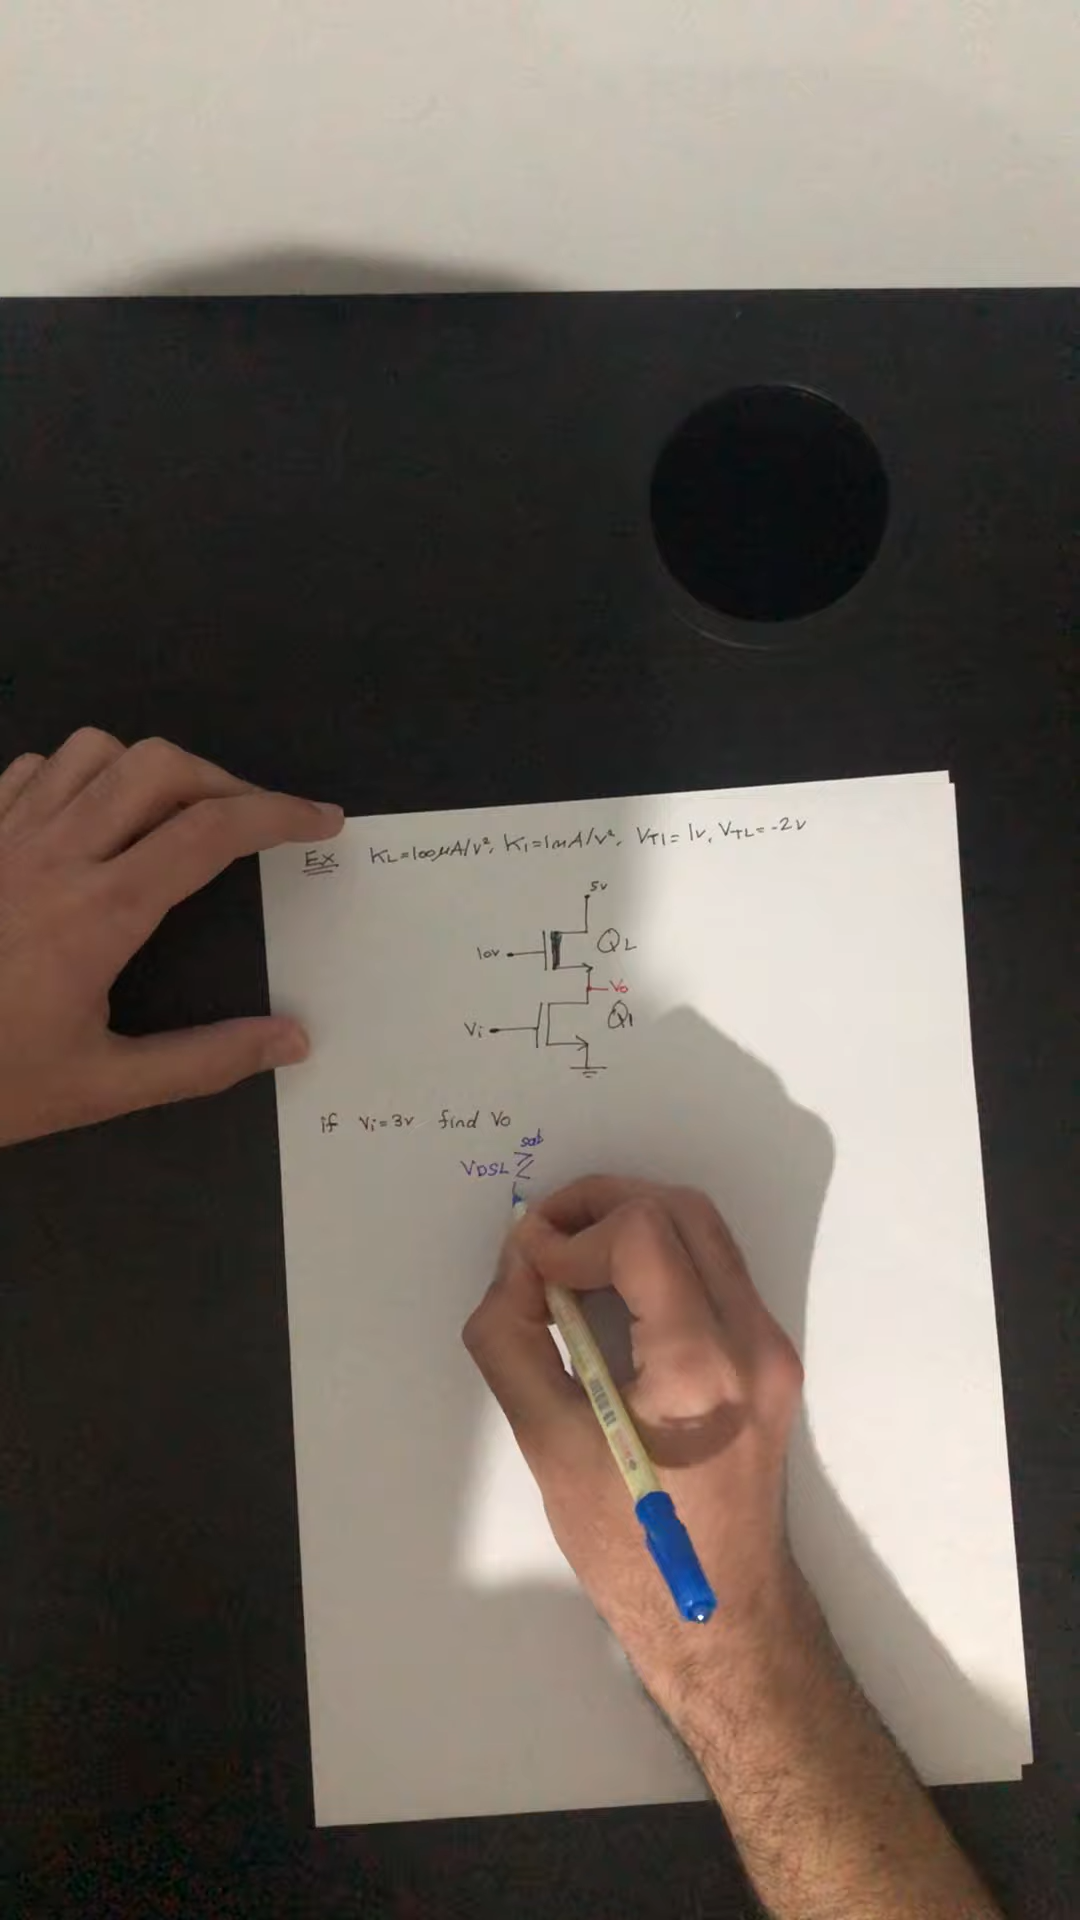 Ex KL=100μA/V², K1=1mA/V², VT1=1V, VTL=-2V
5V
10V
QL
Vo
Vi
Q1
if Vi=3V find Vo
sat
VDSL ≥